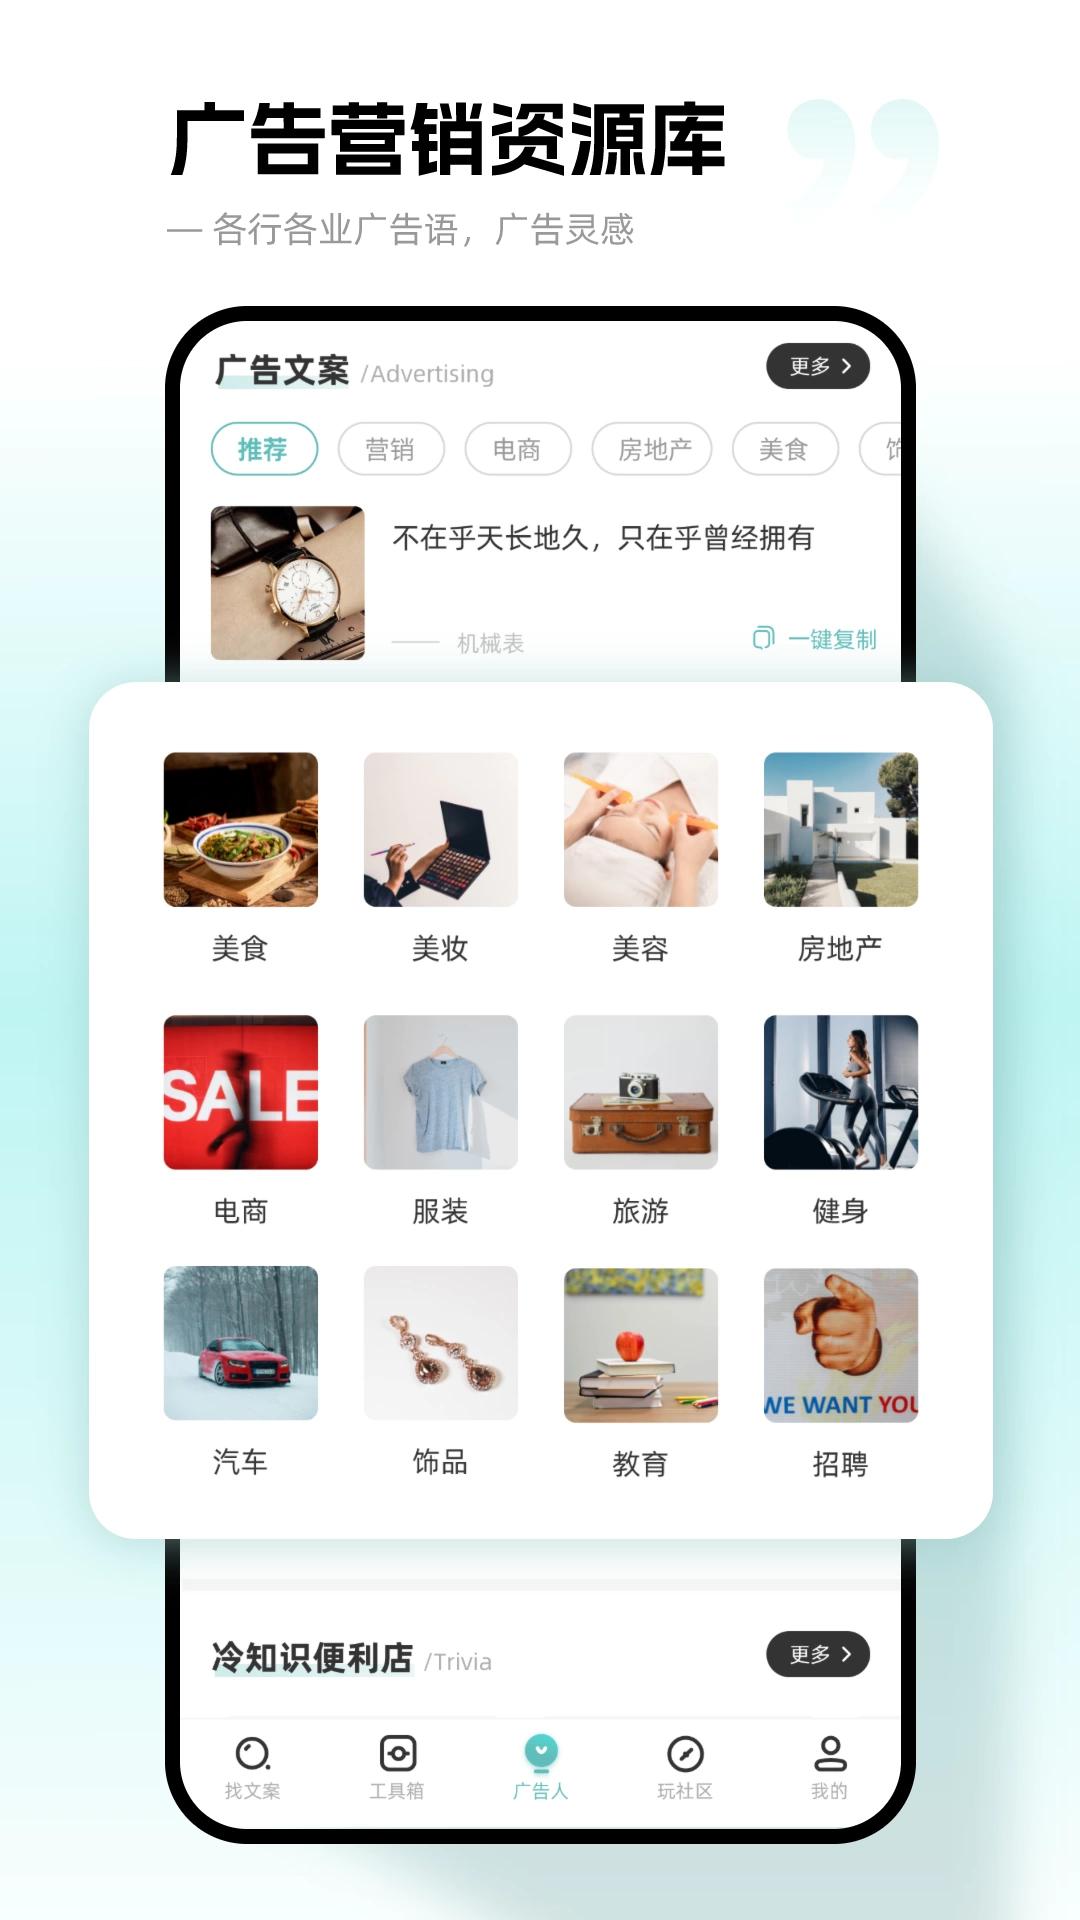 广告营销资源库
— 各行各业广告语，广告灵感
广告文案 /Advertising
更多
推荐 营销 电商 房地产 美食
不在乎天长地久，只在乎曾经拥有
机械表
一键复制
美食 美妆 美容 房地产
SALE
电商 服装 旅游 健身
WE WANT YOU
汽车 饰品 教育 招聘
冷知识便利店 /Trivia
更多
找文案 工具箱 广告人 玩社区 我的